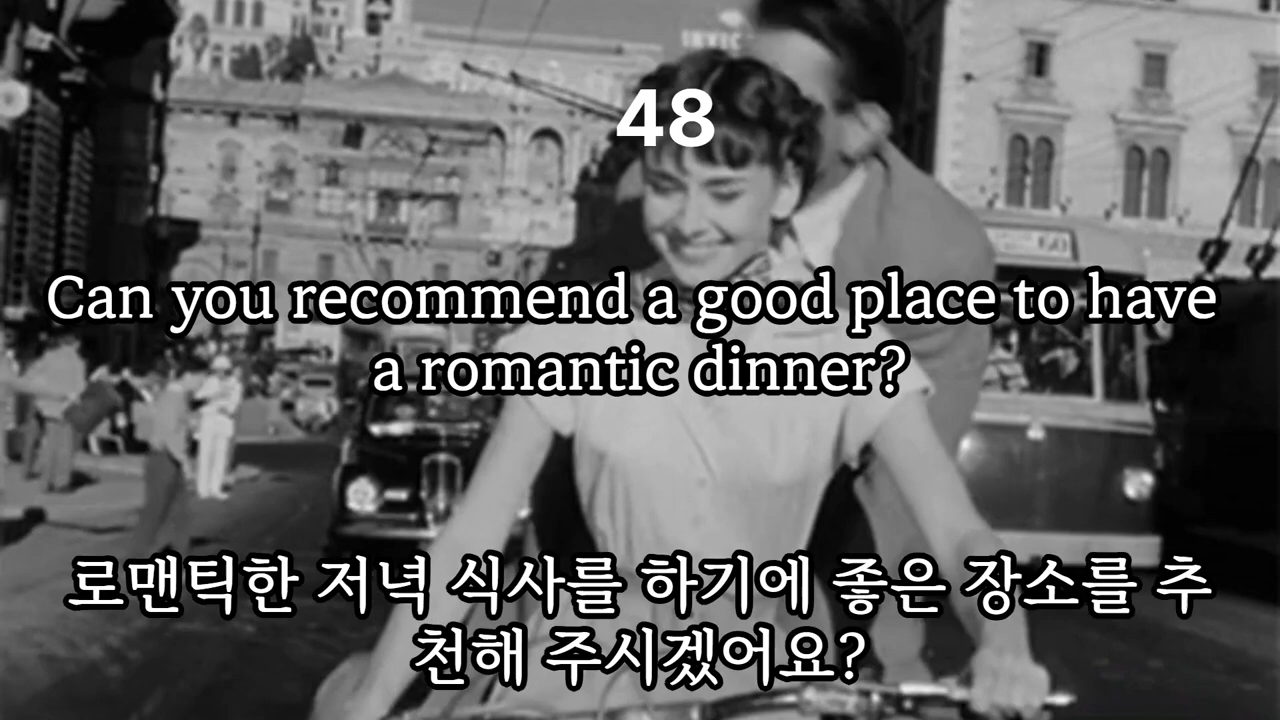 48
Can you recommend a good place to have
a romantic dinner?
로맨틱한 저녁 식사를 하기에 좋은 장소를 추
천해 주시겠어요?
60